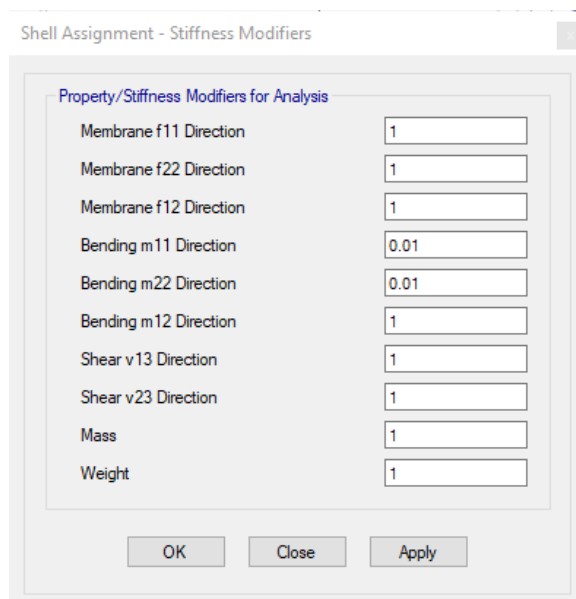 Shell Assignment - Stiffness Modifiers
x
Property/Stiffness Modifiers for Analysis
Membrane f11 Direction 1
Membrane f22 Direction 1
Membrane f12 Direction 1
Bending m11 Direction 0.01
Bending m22 Direction 0.01
Bending m12 Direction 1
Shear v13 Direction 1
Shear v23 Direction 1
Mass 1
Weight 1
OK Close Apply